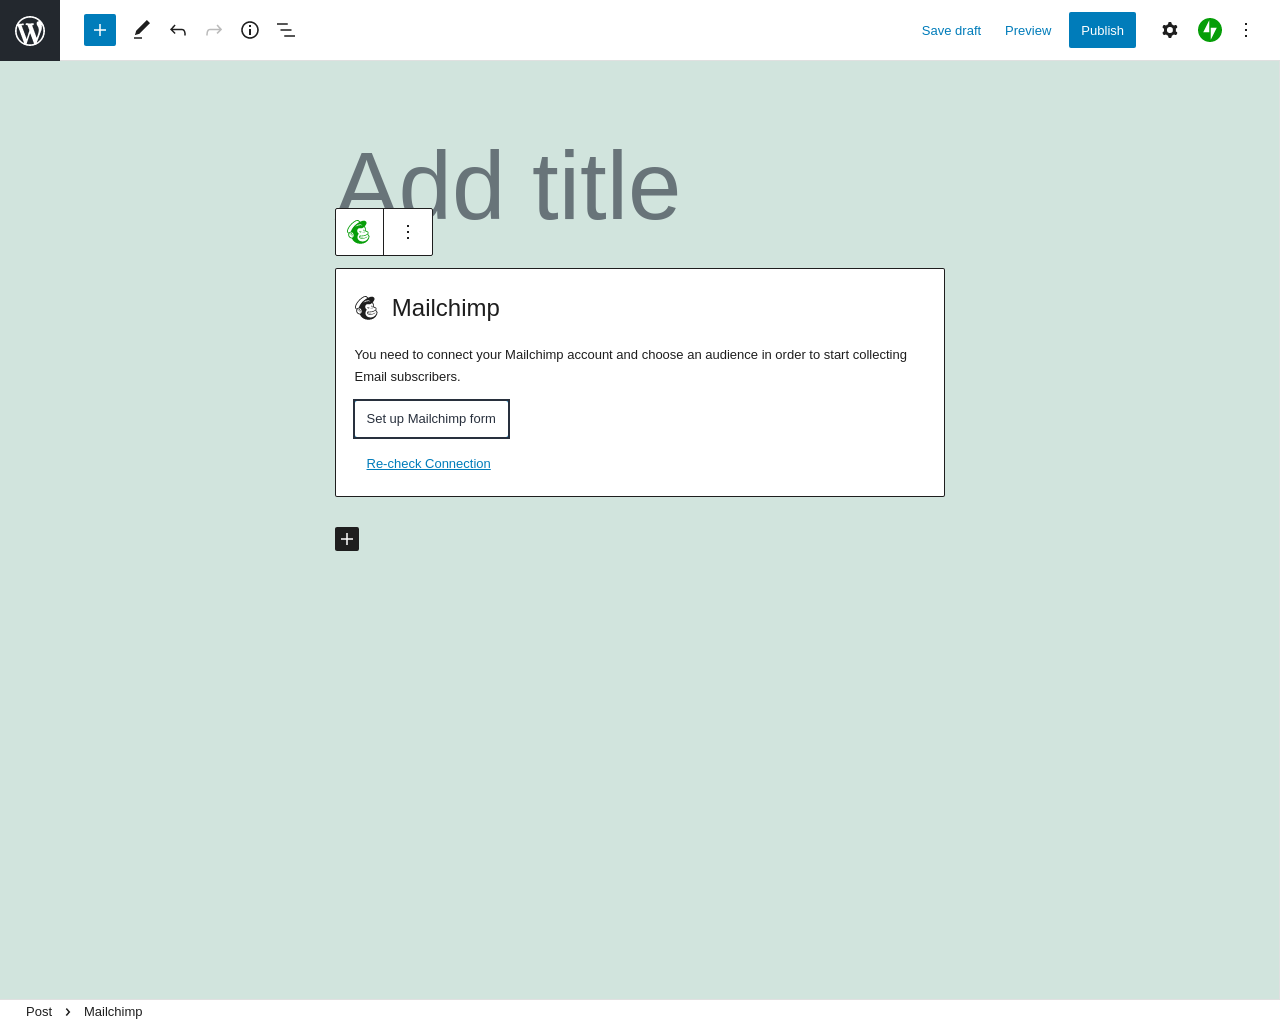 Save draft Preview Publish
Add title
Mailchimp
You need to connect your Mailchimp account and choose an audience in order to start collecting
Email subscribers.
Set up Mailchimp form
Re-check Connection
Post › Mailchimp